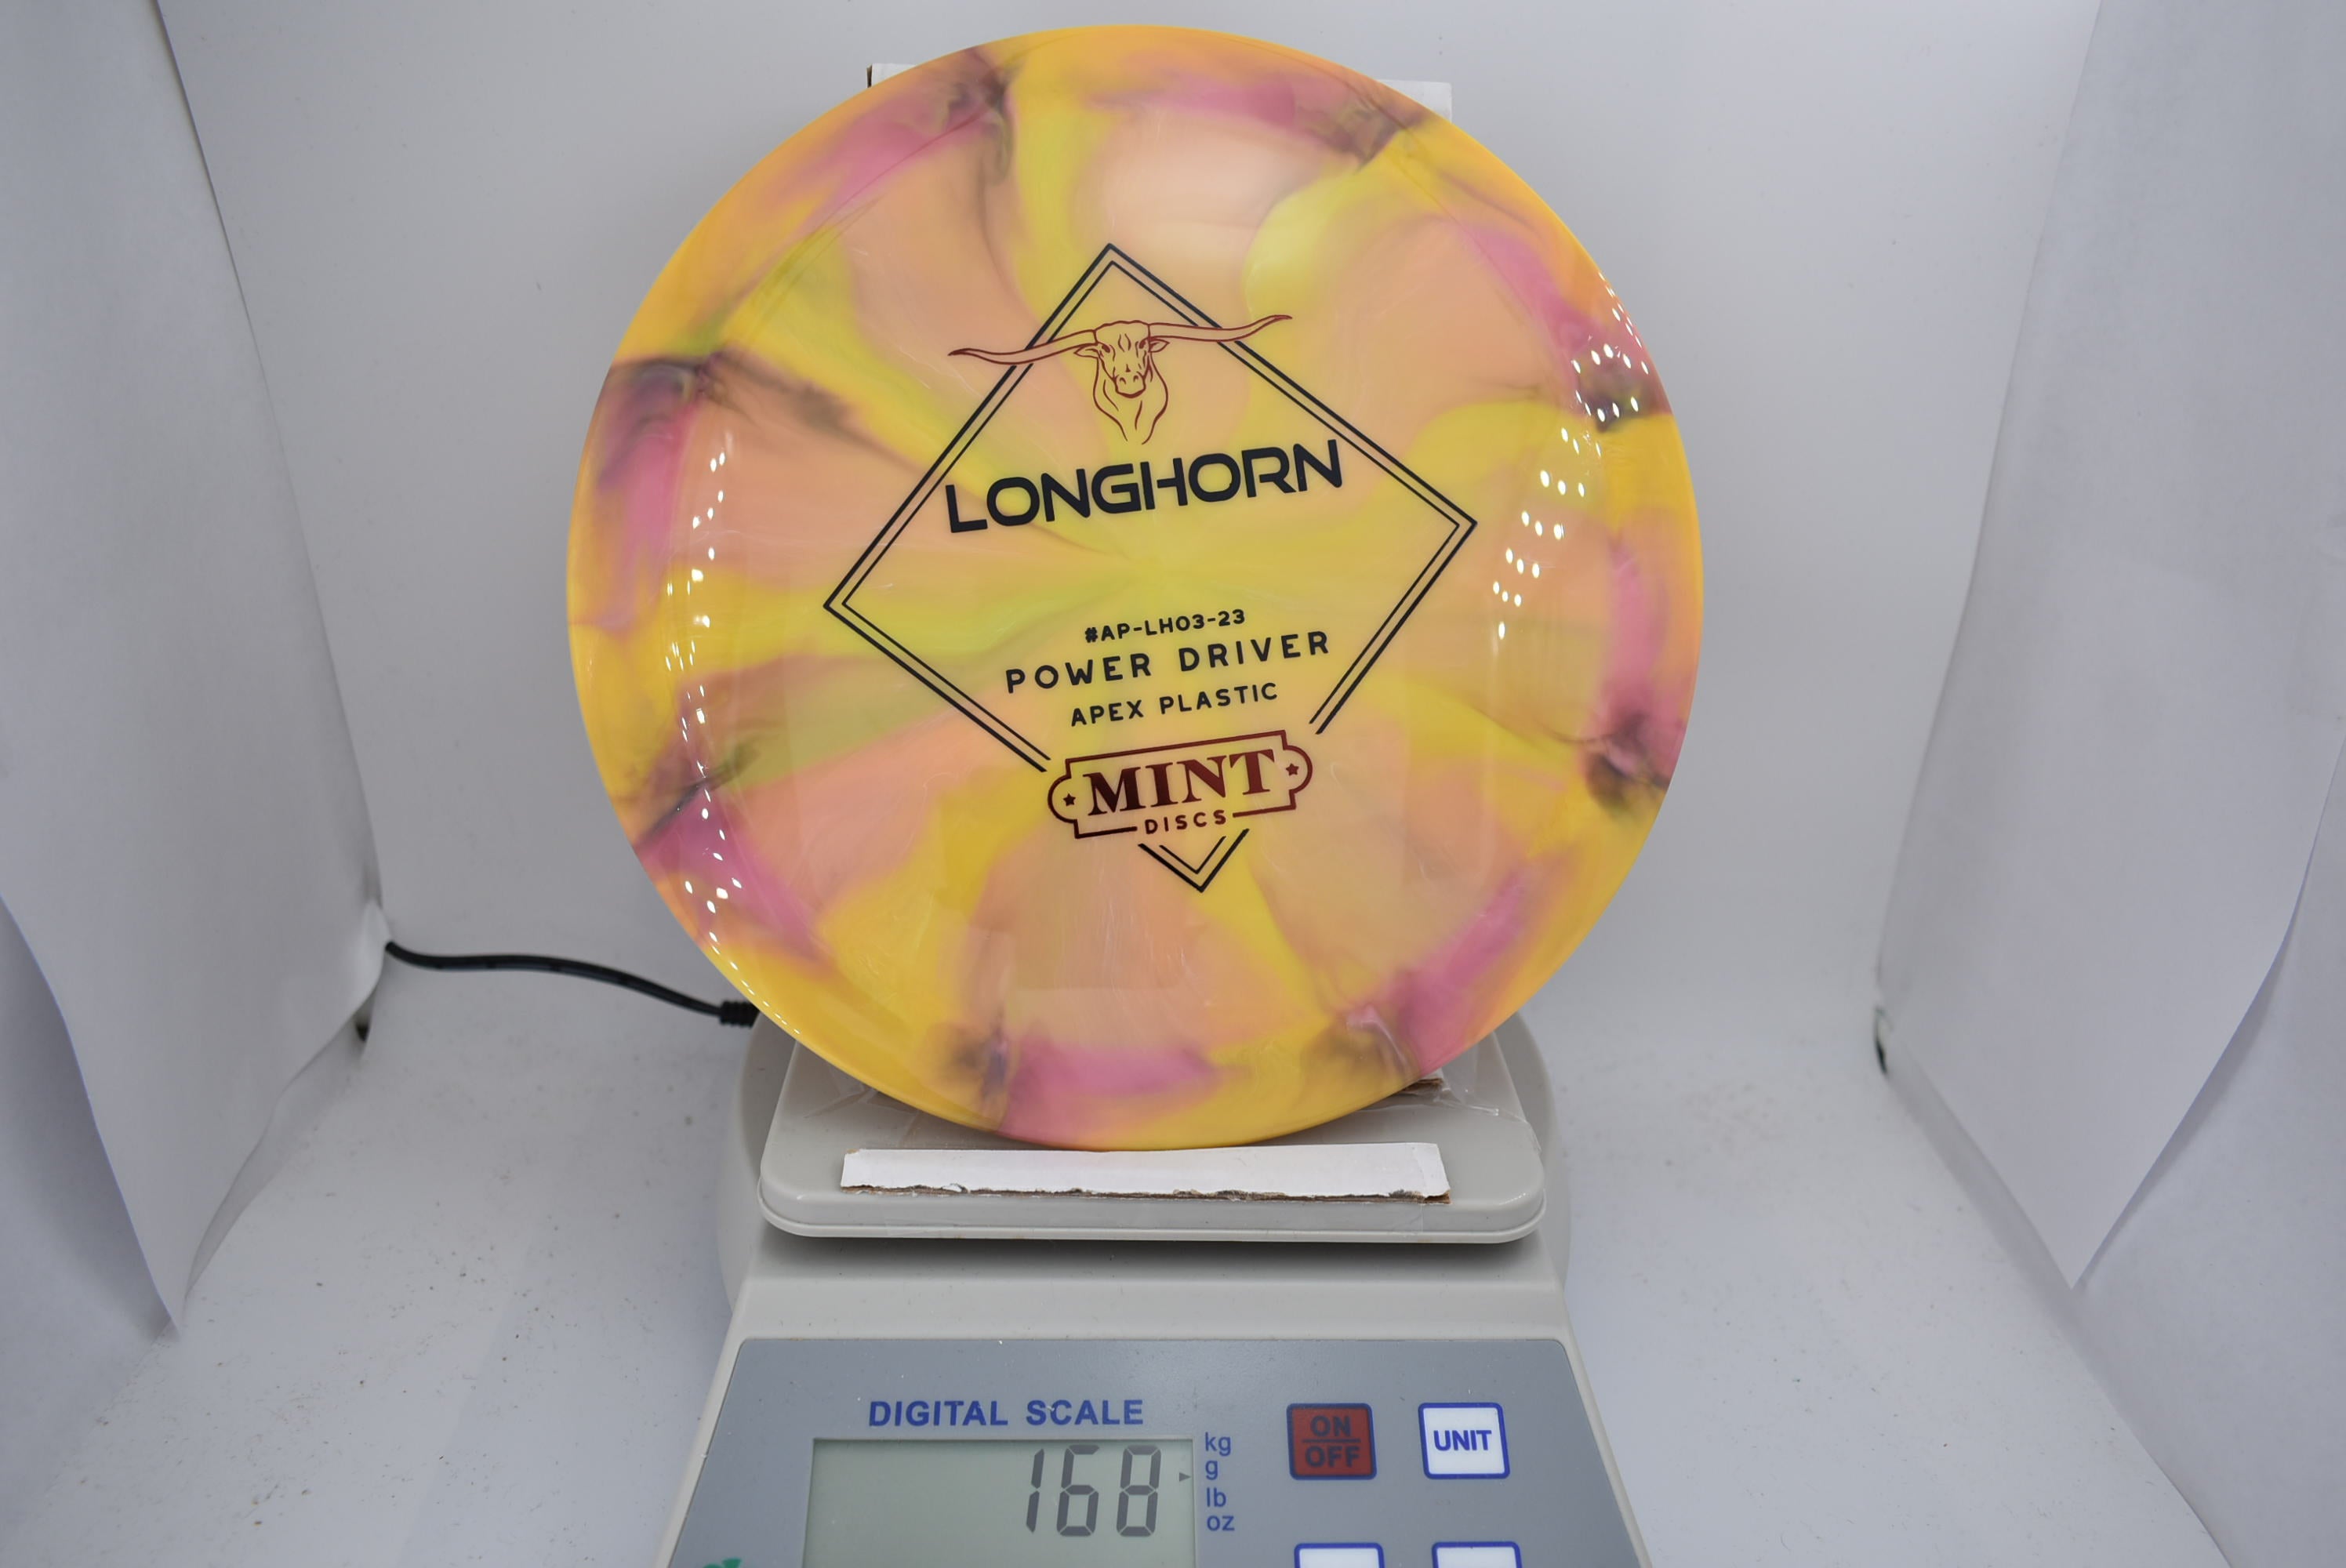 LONGHORN
#AP-LH03-23
POWER DRIVER
APEX PLASTIC
MINT
DISCS
DIGITAL SCALE
168
kg
g
lb
oz
ON
OFF
UNIT